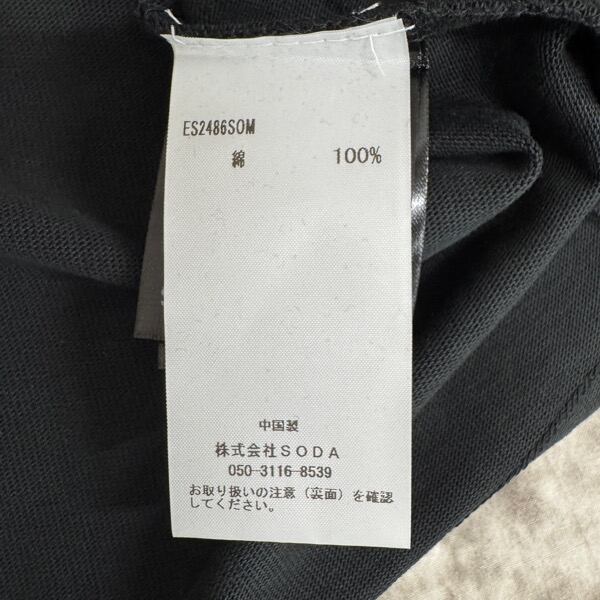 ES2486SOM
綿 100%
中国製
株式会社SODA
050-3116-8539
お取り扱いの注意（裏面）を確認
してください。